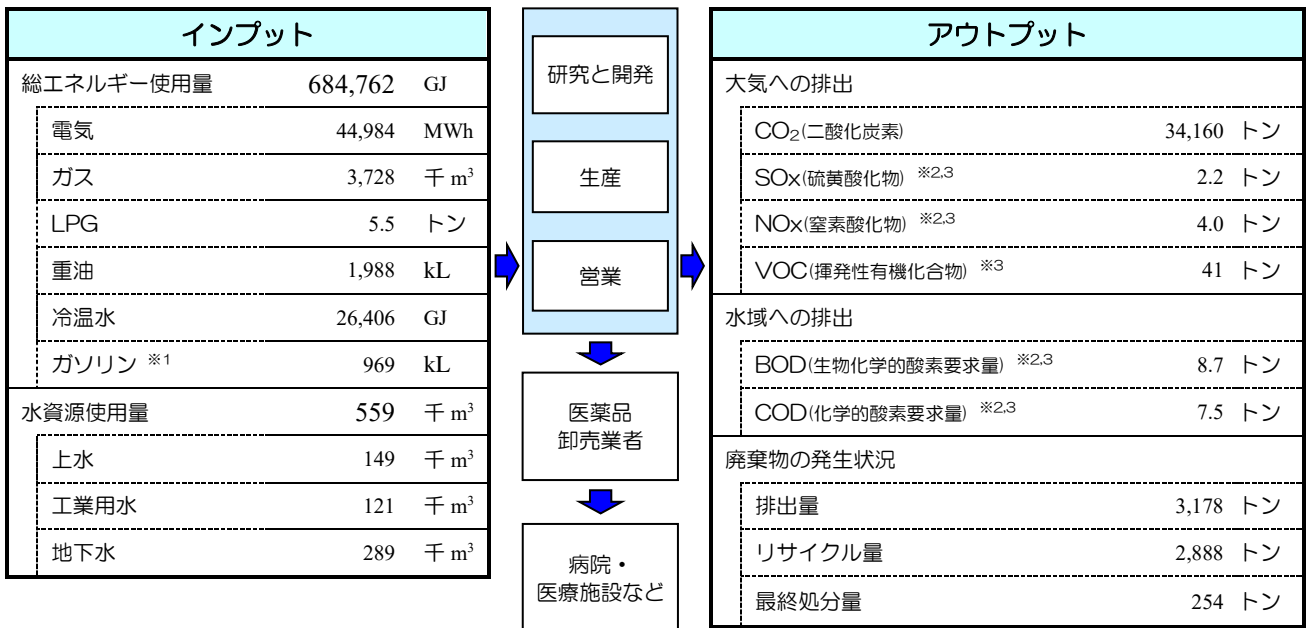 インプット
総エネルギー使用量 684,762 GJ
電気 44,984 MWh
ガス 3,728 千 m³
LPG 5.5 トン
重油 1,988 kL
冷温水 26,406 GJ
ガソリン ※1 969 kL
水資源使用量 559 千 m³
上水 149 千 m³
工業用水 121 千 m³
地下水 289 千 m³
研究と開発
生産
営業
医薬品
卸売業者
病院・
医療施設など
アウトプット
大気への排出
CO₂(二酸化炭素) 34,160 トン
SOx(硫黄酸化物) ※2,3 2.2 トン
NOx(窒素酸化物) ※2,3 4.0 トン
VOC(揮発性有機化合物) ※3 41 トン
水域への排出
BOD(生物化学的酸素要求量) ※2,3 8.7 トン
COD(化学的酸素要求量) ※2,3 7.5 トン
廃棄物の発生状況
排出量 3,178 トン
リサイクル量 2,888 トン
最終処分量 254 トン